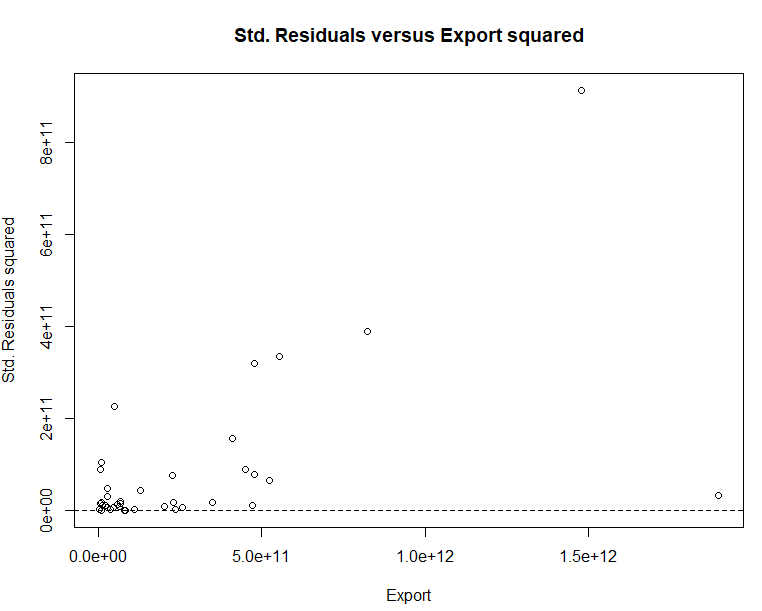 Std. Residuals versus Export squared
Std. Residuals squared
8e+11
6e+11
4e+11
2e+11
0e+00
0.0e+00 5.0e+11 1.0e+12 1.5e+12
Export